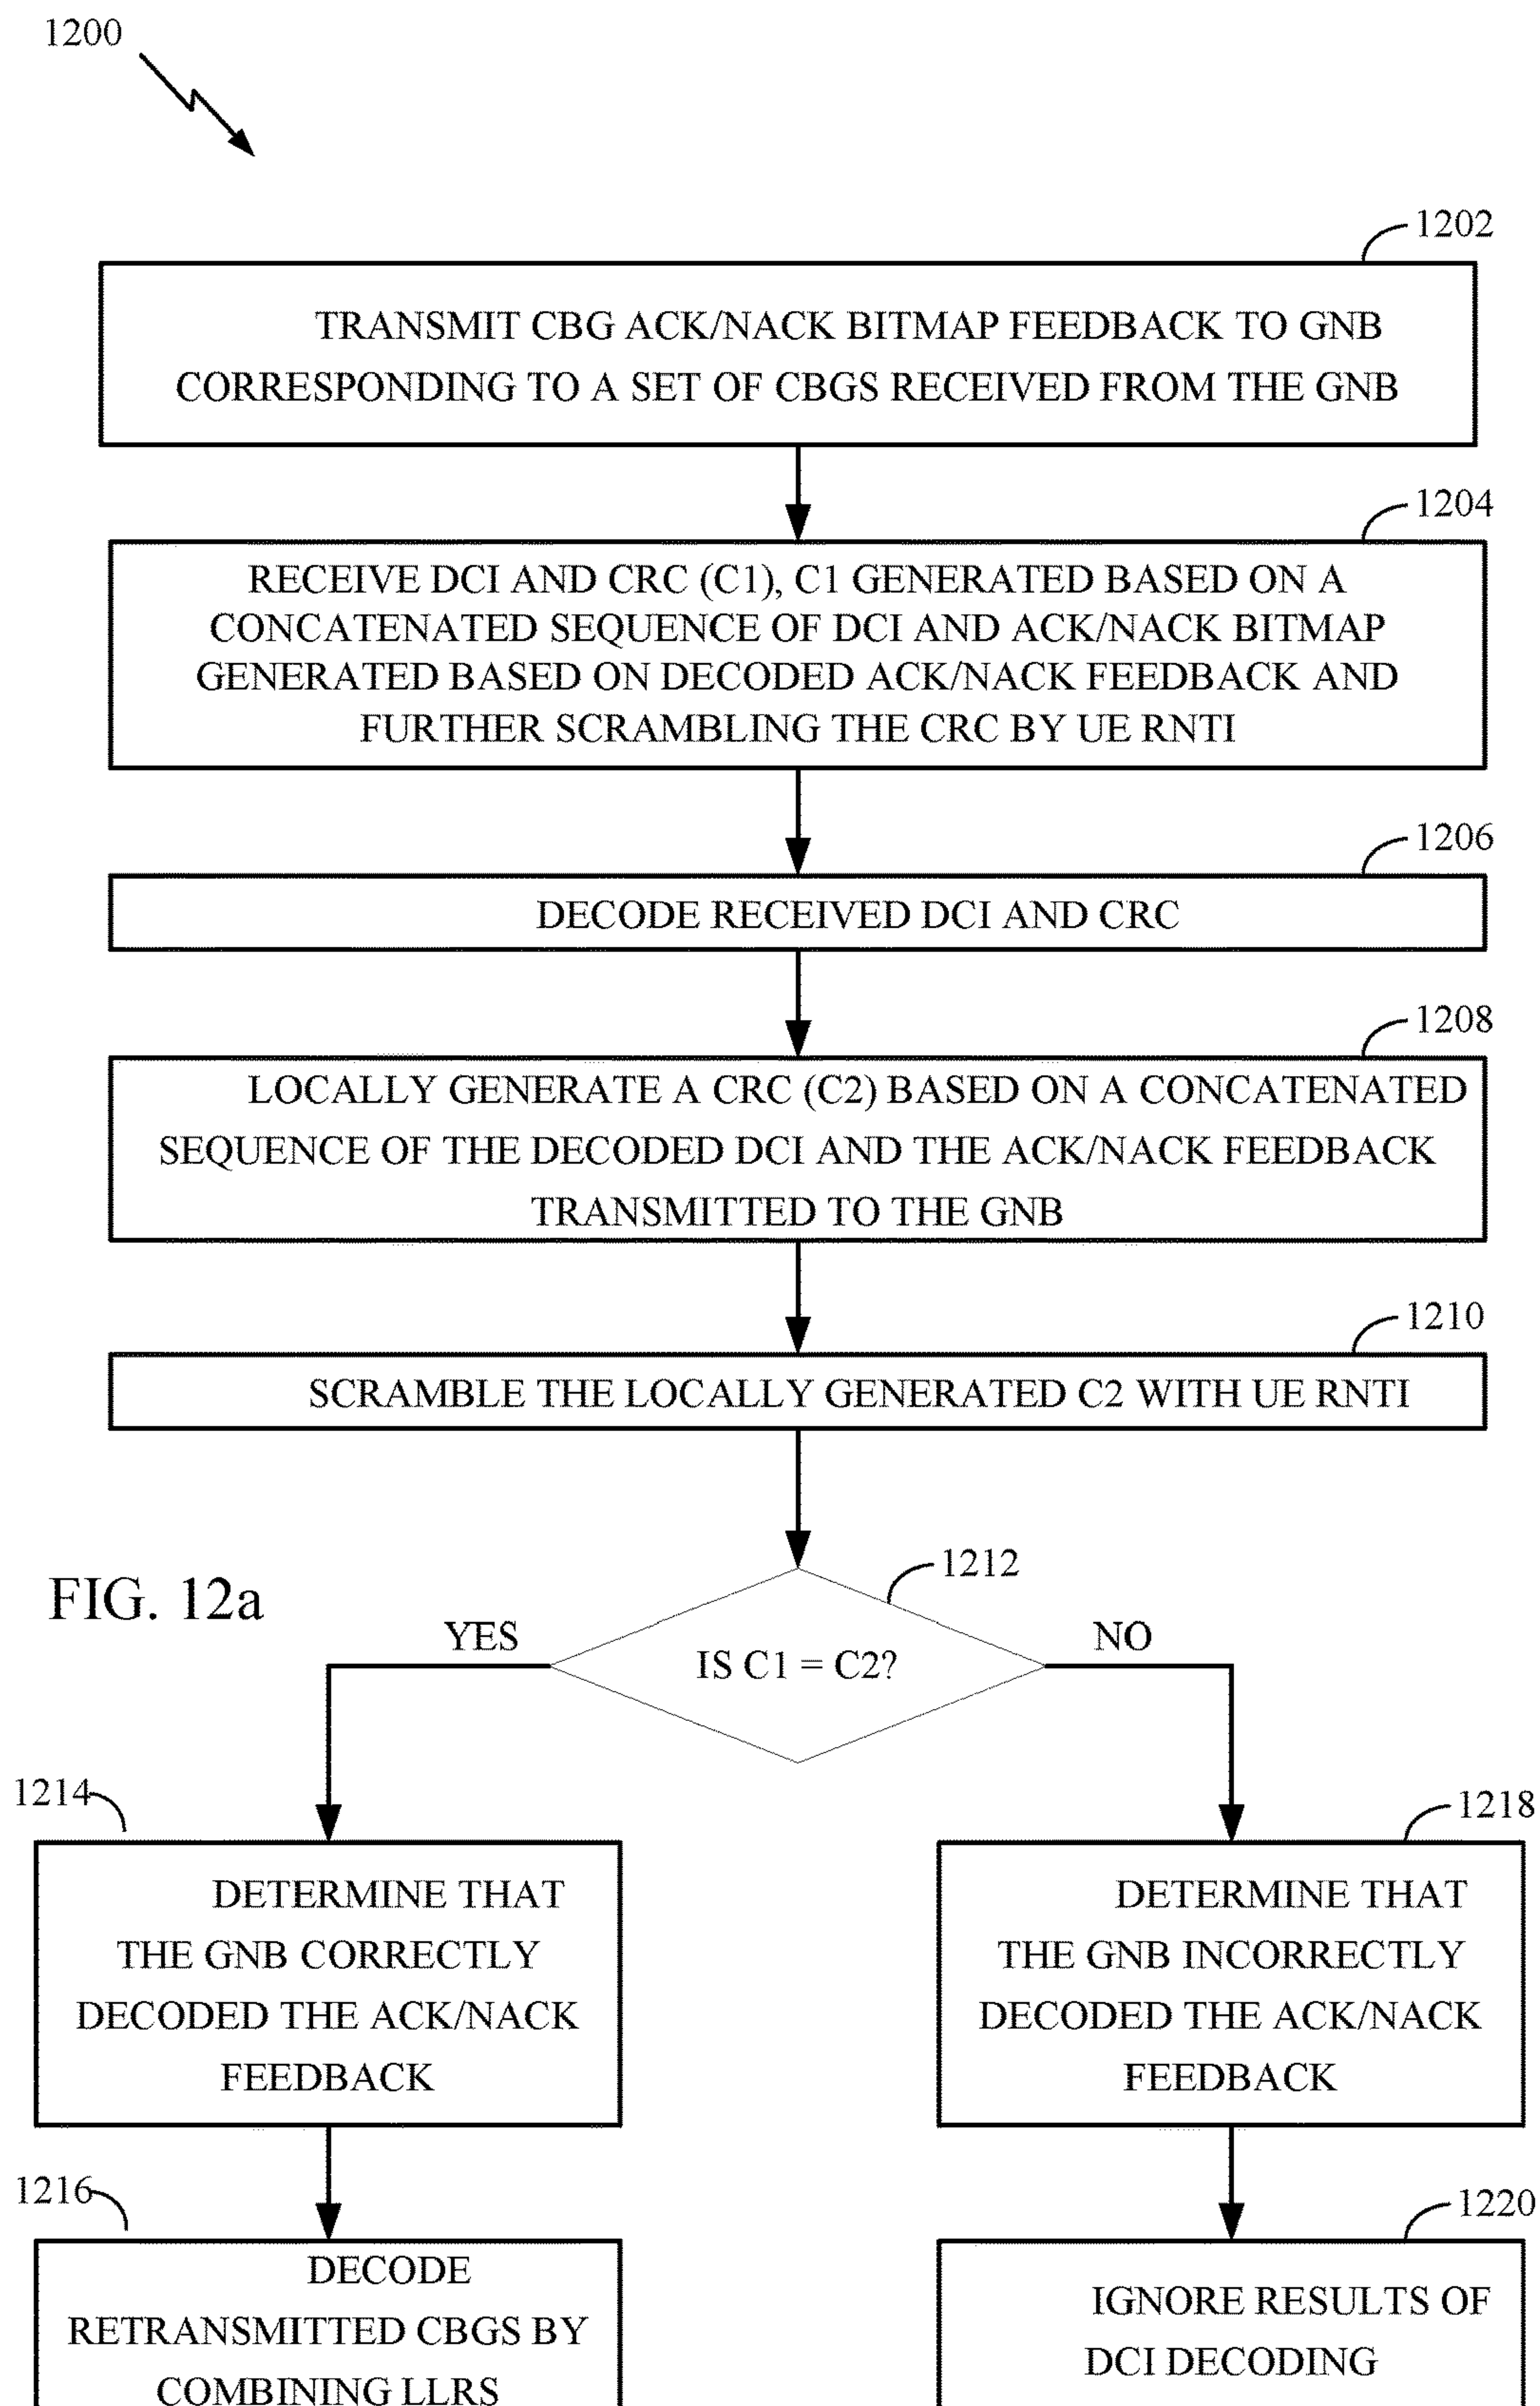 1200
1202
TRANSMIT CBG ACK/NACK BITMAP FEEDBACK TO GNB
CORRESPONDING TO A SET OF CBGS RECEIVED FROM THE GNB
1204
RECEIVE DCI AND CRC (C1), C1 GENERATED BASED ON A
CONCATENATED SEQUENCE OF DCI AND ACK/NACK BITMAP
GENERATED BASED ON DECODED ACK/NACK FEEDBACK AND
FURTHER SCRAMBLING THE CRC BY UE RNTI
1206
DECODE RECEIVED DCI AND CRC
1208
LOCALLY GENERATE A CRC (C2) BASED ON A CONCATENATED
SEQUENCE OF THE DECODED DCI AND THE ACK/NACK FEEDBACK
TRANSMITTED TO THE GNB
1210
SCRAMBLE THE LOCALLY GENERATED C2 WITH UE RNTI
1212
FIG. 12a
YES
NO
IS C1 = C2?
1214
DETERMINE THAT
THE GNB CORRECTLY
DECODED THE ACK/NACK
FEEDBACK
1218
DETERMINE THAT
THE GNB INCORRECTLY
DECODED THE ACK/NACK
FEEDBACK
1216
DECODE
RETRANSMITTED CBGS BY
COMBINING LLRS
1220
IGNORE RESULTS OF
DCI DECODING